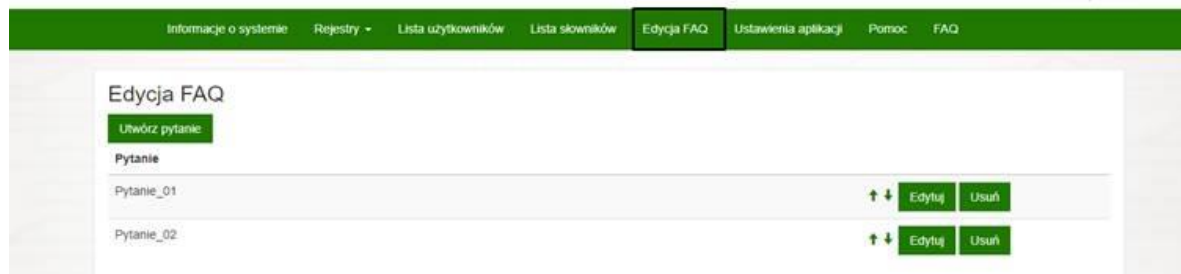 Informacje o systemie Rejestry Lista użytkowników Lista słowników Edycja FAQ Ustawienia aplikacji Pomoc FAQ
Edycja FAQ
Utwórz pytanie
Pytanie
Pytanie_01 Edytuj Usuń
Pytanie_02 Edytuj Usuń